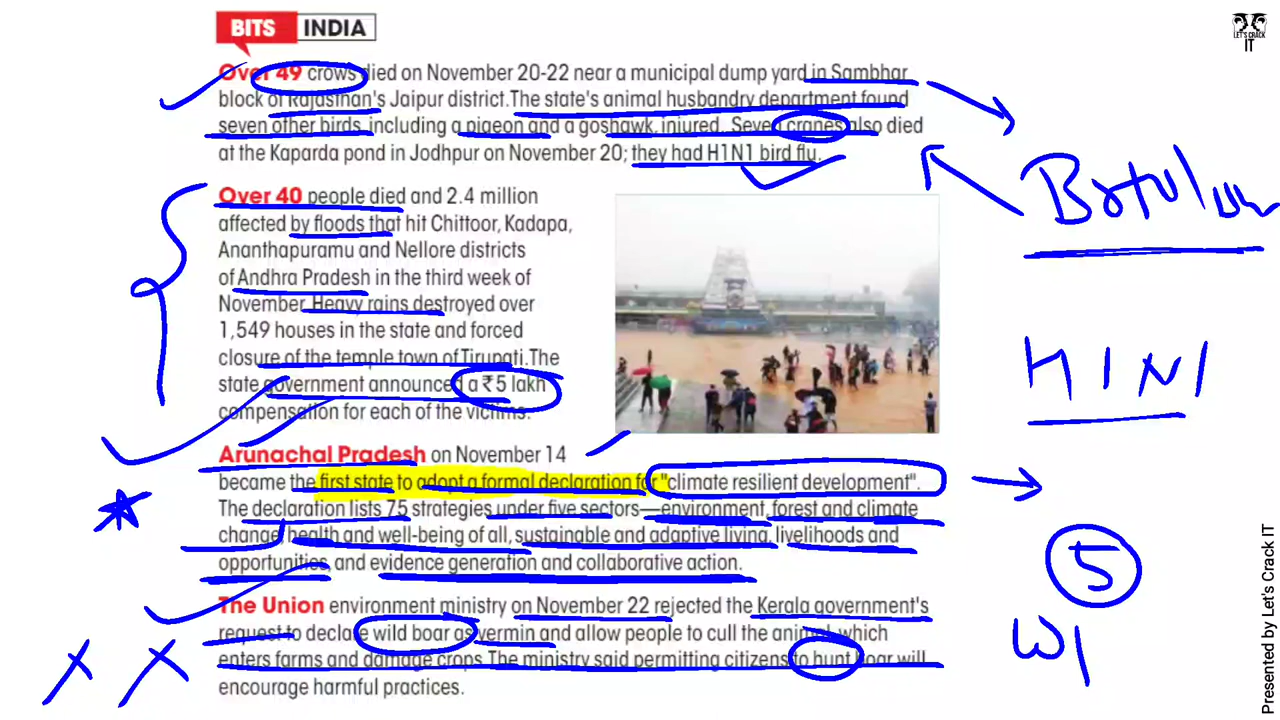 BITS INDIA
LET'S CRACK
IT
Over 49 crows died on November 20-22 near a municipal dump yard in Sambhar
block of Rajasthan's Jaipur district. The state's animal husbandry department found
seven other birds, including a pigeon and a goshawk, injured. Seven cranes also died
at the Kaparda pond in Jodhpur on November 20; they had H1N1 bird flu.
Over 40 people died and 2.4 million
affected by floods that hit Chittoor, Kadapa,
Ananthapuramu and Nellore districts
of Andhra Pradesh in the third week of
November. Heavy rains destroyed over
1,549 houses in the state and forced
closure of the temple town of Tirupati. The
state government announced a ₹5 lakh
compensation for each of the victims.
Arunachal Pradesh on November 14
became the first state to adopt a formal declaration for "climate resilient development".
The declaration lists 75 strategies under five sectors—environment, forest and climate
change, health and well-being of all, sustainable and adaptive living, livelihoods and
opportunities, and evidence generation and collaborative action.
The Union environment ministry on November 22 rejected the Kerala government's
request to declare wild boar as vermin and allow people to cull the animal, which
enters farms and damage crops. The ministry said permitting citizens to hunt boar will
encourage harmful practices.
H1N1
5
Presented by Let's Crack IT